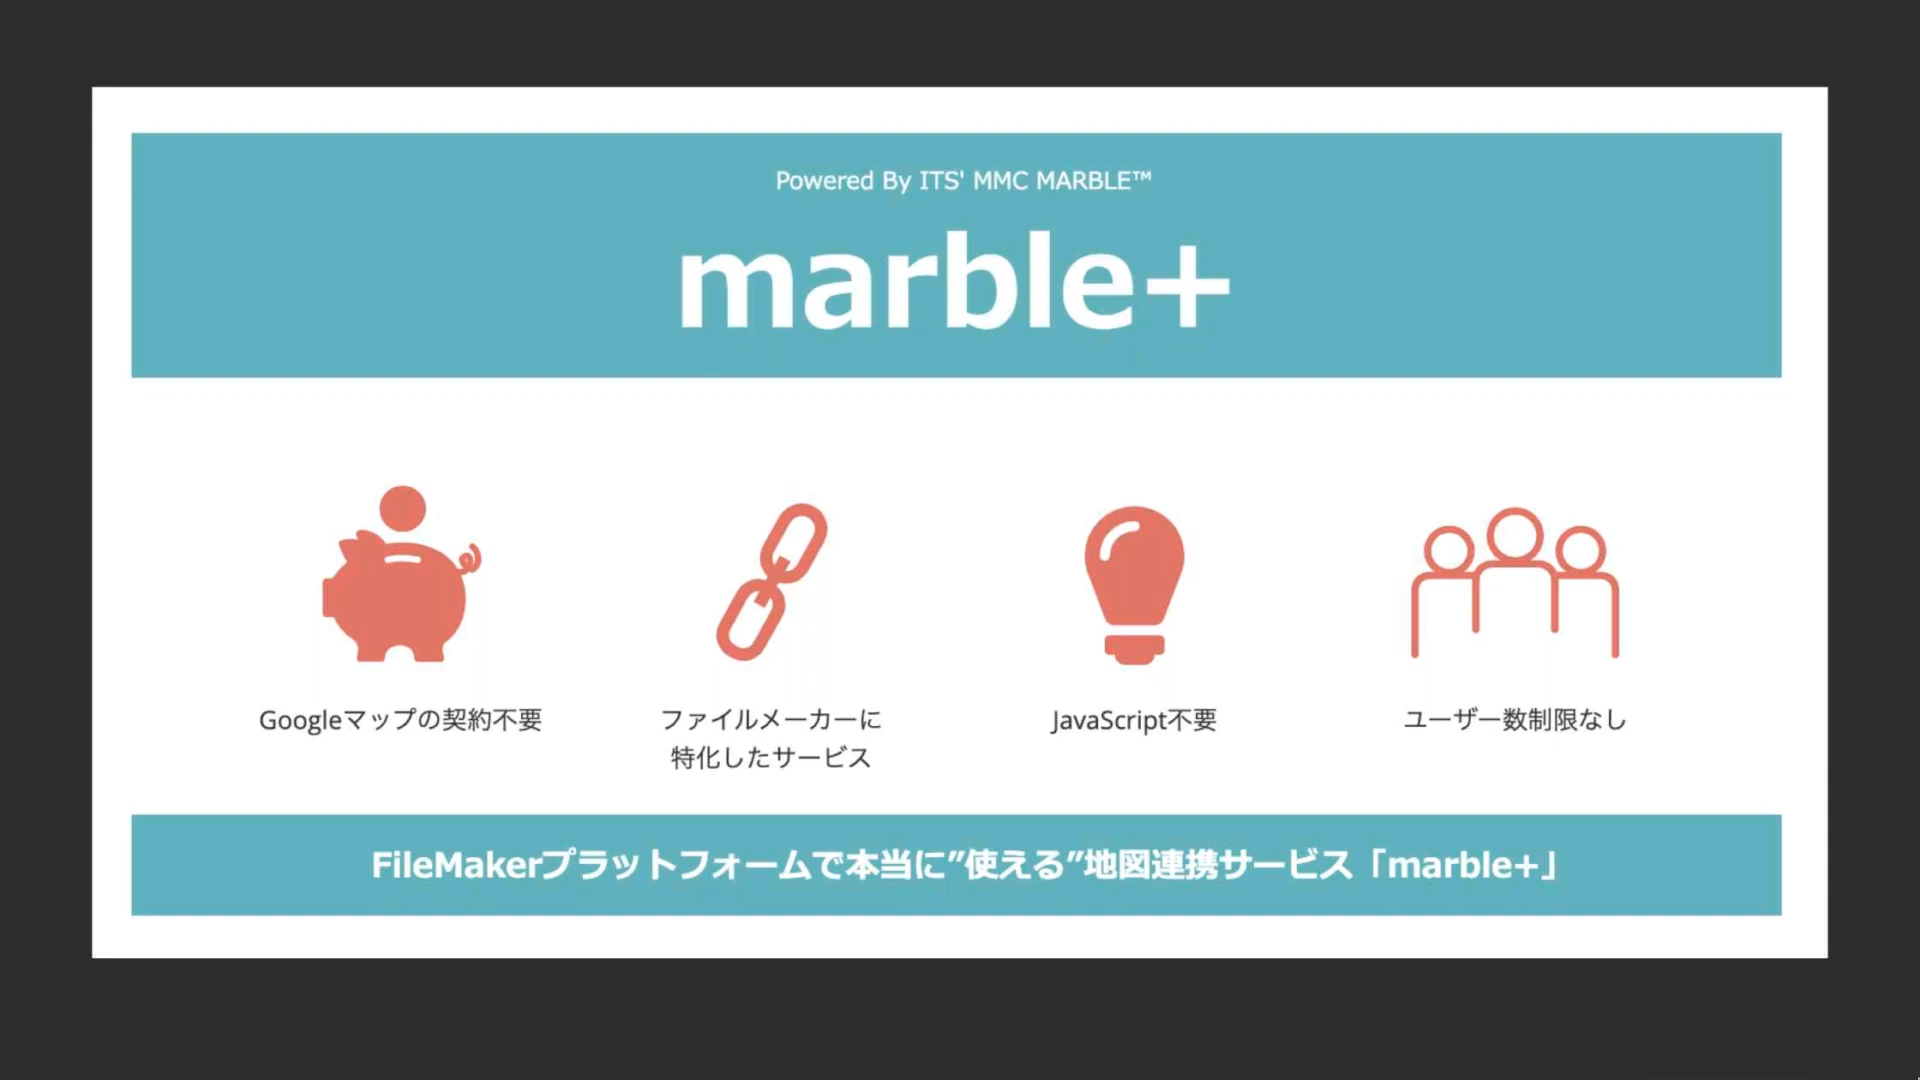 Powered By ITS' MMC MARBLE™
marble+
Googleマップの契約不要
ファイルメーカーに
特化したサービス
JavaScript不要
ユーザー数制限なし
FileMakerプラットフォームで本当に”使える”地図連携サービス「marble+」